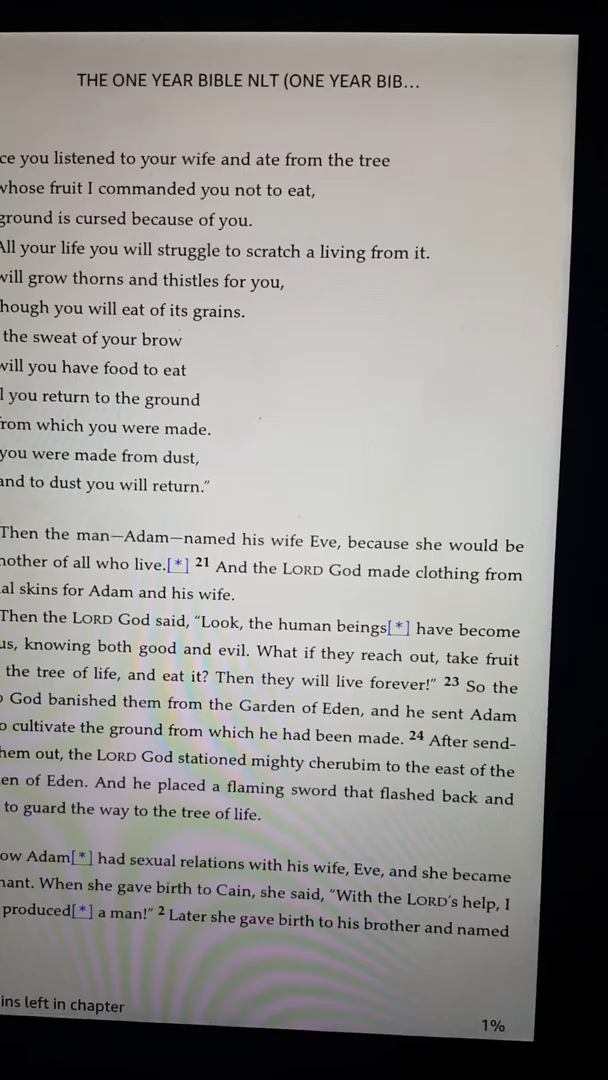 THE ONE YEAR BIBLE NLT (ONE YEAR BIB...
you listened to your wife and ate from the tree
whose fruit I commanded you not to eat,
ground is cursed because of you.
All your life you will struggle to scratch a living from it.
will grow thorns and thistles for you,
you will eat of its grains.
the sweat of your brow
will you have food to eat
you return to the ground
from which you were made.
you were made from dust,
and to dust you will return.”
Then the man—Adam—named his wife Eve, because she would be
of all who live.[*] 21 And the LORD God made clothing from
skins for Adam and his wife.
Then the LORD God said, “Look, the human beings[*] have become
us, knowing both good and evil. What if they reach out, take fruit
the tree of life, and eat it? Then they will live forever!” 23 So the
God banished them from the Garden of Eden, and he sent Adam
to cultivate the ground from which he had been made. 24 After send-
them out, the LORD God stationed mighty cherubim to the east of the
of Eden. And he placed a flaming sword that flashed back and
to guard the way to the tree of life.
Adam[*] had sexual relations with his wife, Eve, and she became
When she gave birth to Cain, she said, “With the LORD’s help, I
produced[*] a man!” 2 Later she gave birth to his brother and named
left in chapter
1%